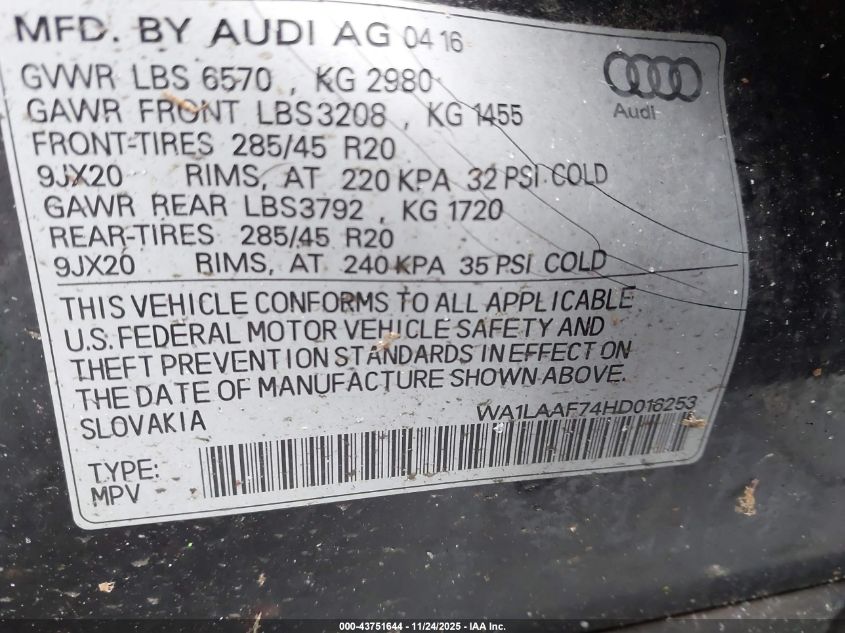 MFD. BY AUDI AG 04 16
GVWR LBS 6570 , KG 2980
GAWR FRONT LBS3208 , KG 1455
Audi
FRONT-TIRES 285/45 R20
9JX20 RIMS, AT 220 KPA 32 PSI COLD
GAWR REAR LBS3792 , KG 1720
REAR-TIRES 285/45 R20
9JX20 RIMS, AT 240 KPA 35 PSI COLD
THIS VEHICLE CONFORMS TO ALL APPLICABLE
U.S. FEDERAL MOTOR VEHICLE SAFETY AND
THEFT PREVENTION STANDARDS IN EFFECT ON
THE DATE OF MANUFACTURE SHOWN ABOVE.
SLOVAKIA WA1LAAF74HD016253
TYPE:
MPV
000-43751644 - 11/24/2025 - IAA Inc.